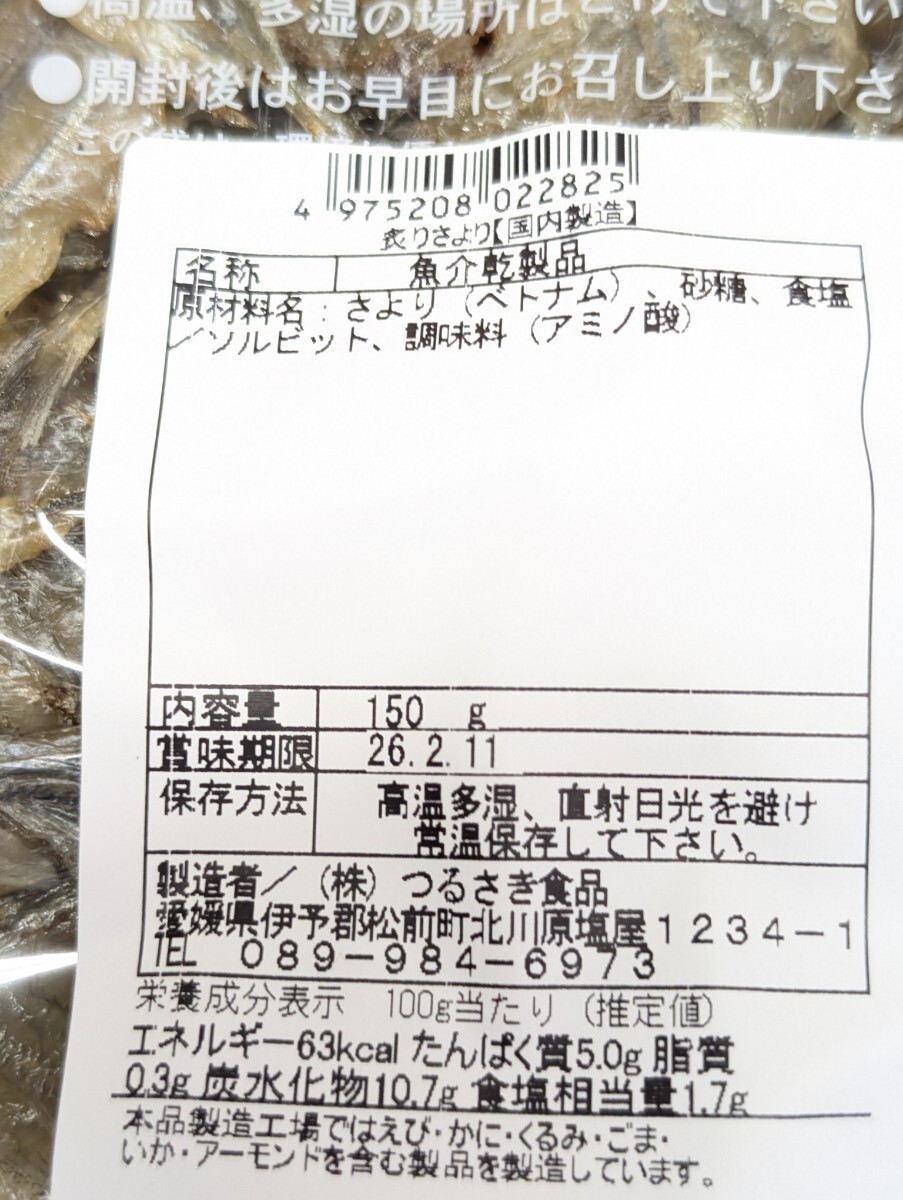 ●高温、多湿の場所はさけて下さい
●開封後はお早目にお召し上り下さ
4 975208 022825
炙りさより【国内製造】
名称 魚介乾製品
原材料名：さより（ベトナム）、砂糖、食塩
／ソルビット、調味料（アミノ酸）
内容量 150 g
賞味期限 26.2.11
保存方法 高温多湿、直射日光を避け
常温保存して下さい。
製造者／（株）つるさき食品
愛媛県伊予郡松前町北川原塩屋１２３４－１
TEL ０８９－９８４－６９７３
栄養成分表示 100g当たり（推定値）
エネルギー63kcal たんぱく質5.0g 脂質
0.3g 炭水化物10.7g 食塩相当量1.7g
本品製造工場ではえび・かに・くるみ・ごま・
いか・アーモンドを含む製品を製造しています。